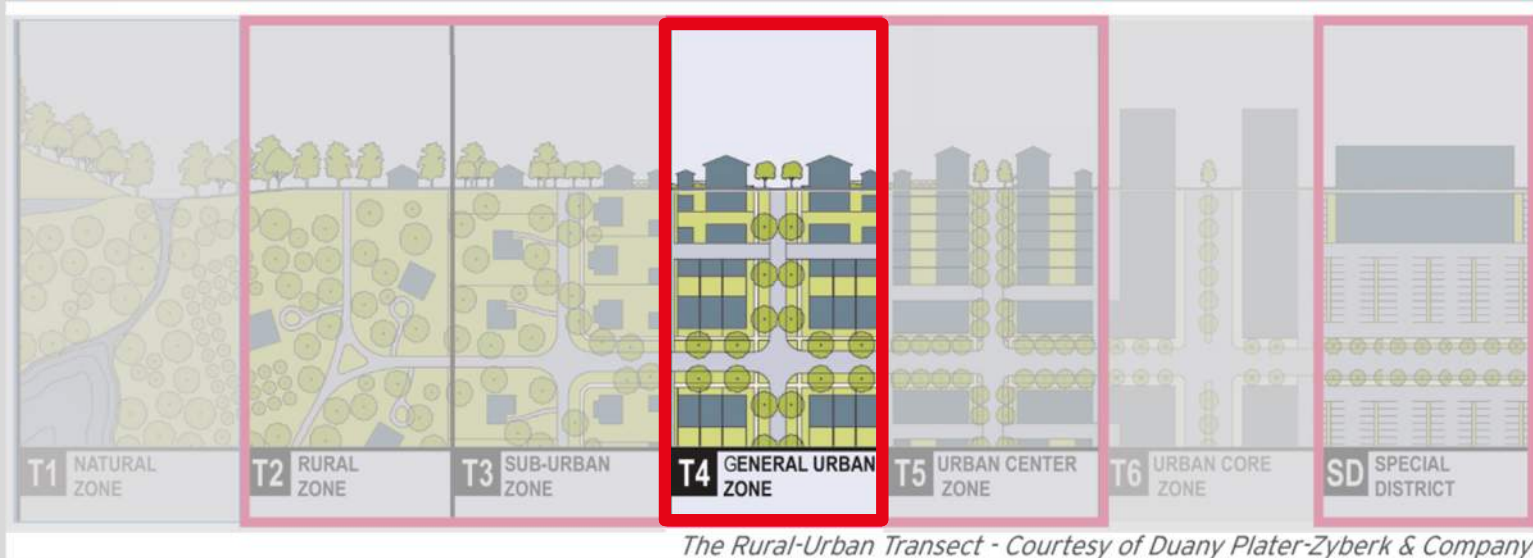 T1 NATURAL
ZONE
T2 RURAL
ZONE
T3 SUB-URBAN
ZONE
T4 GENERAL URBAN
ZONE
T5 URBAN CENTER
ZONE
T6 URBAN CORE
ZONE
SD SPECIAL
DISTRICT
The Rural-Urban Transect - Courtesy of Duany Plater-Zyberk & Company